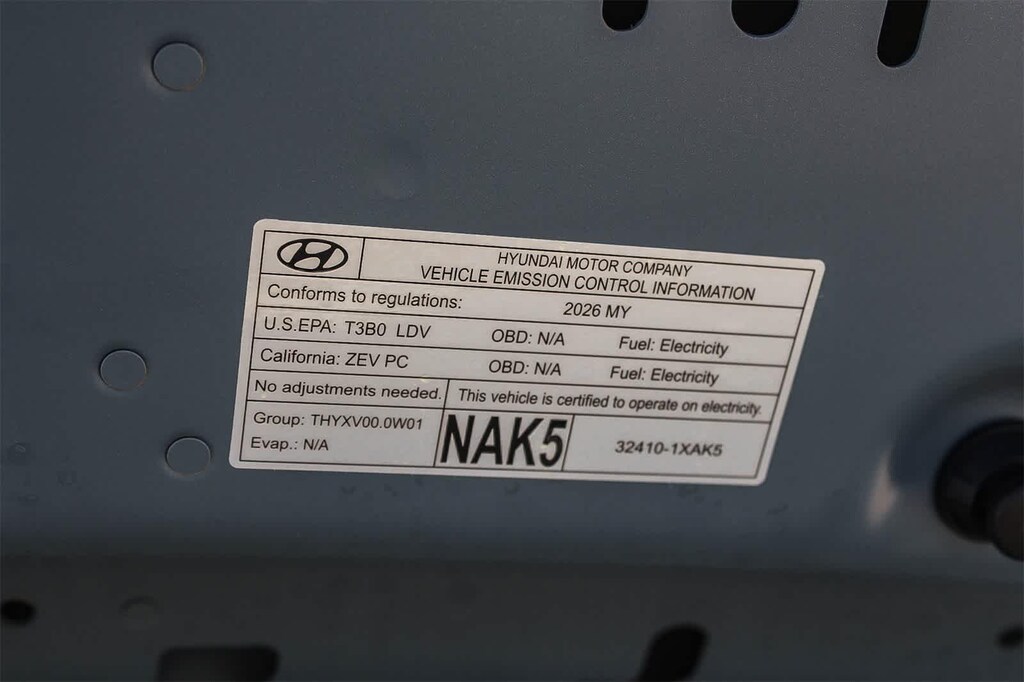 HYUNDAI MOTOR COMPANY
VEHICLE EMISSION CONTROL INFORMATION
Conforms to regulations: 2026 MY
U.S.EPA: T3B0 LDV OBD: N/A Fuel: Electricity
California: ZEV PC OBD: N/A Fuel: Electricity
No adjustments needed. This vehicle is certified to operate on electricity.
Group: THYXV00.0W01
Evap.: N/A
NAK5
32410-1XAK5